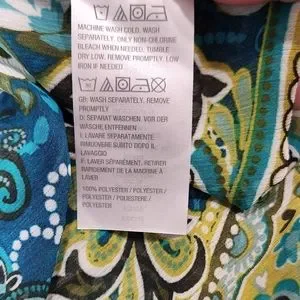 MACHINE WASH COLD, WASH
SEPARATELY. ONLY NON-CHLORINE
BLEACH WHEN NEEDED. TUMBLE
DRY LOW. REMOVE PROMPTLY. LOW
IRON IF NEEDED.
GB: WASH SEPARATELY. REMOVE
PROMPTLY
D: SEPARAT WASCHEN. VOR DER
WÄSCHE ENTFERNEN
I: LAVARE SEPARATAMENTE.
RIMUOVERE SUBITO DOPO IL
LAVAGGIO
F: LAVER SÉPARÉMENT. RETIRER
RAPIDEMENT DE LA MACHINE À
LAVER
100% POLYESTER / POLYESTER
/ POLIESTERE /
POLYESTER